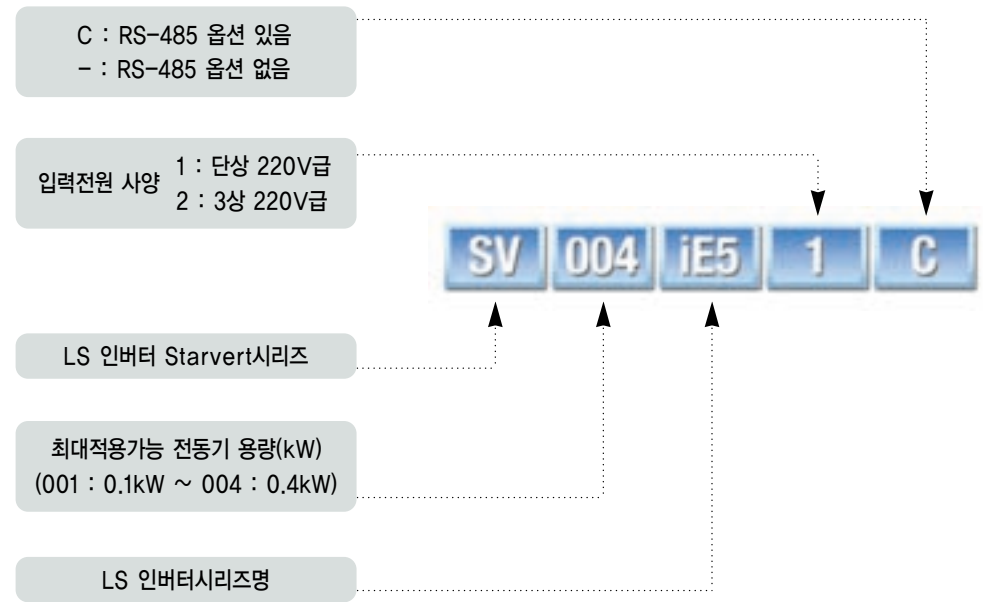 C : RS-485 옵션 있음
- : RS-485 옵션 없음
입력전원 사양
1 : 단상 220V급
2 : 3상 220V급
SV 004 iE5 1 C
LS 인버터 Starvert시리즈
최대적용가능 전동기 용량(kW)
(001 : 0.1kW ~ 004 : 0.4kW)
LS 인버터시리즈명